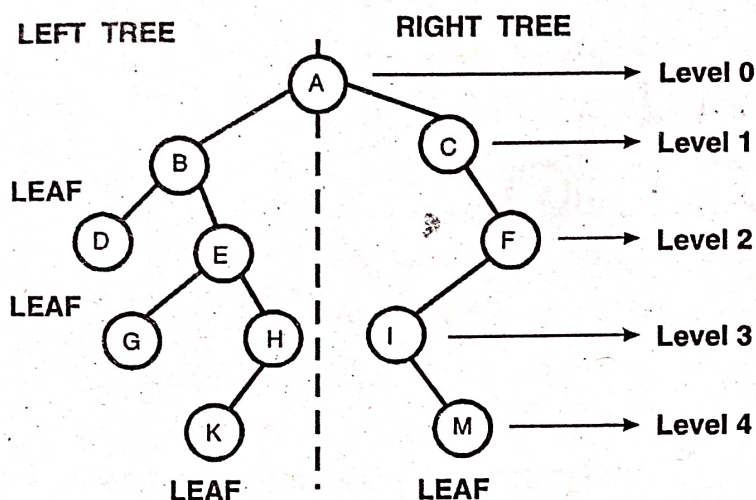 LEFT TREE
RIGHT TREE
A
Level 0
B
C
Level 1
LEAF
D
E
F
Level 2
LEAF
G
H
I
Level 3
K
M
Level 4
LEAF
LEAF